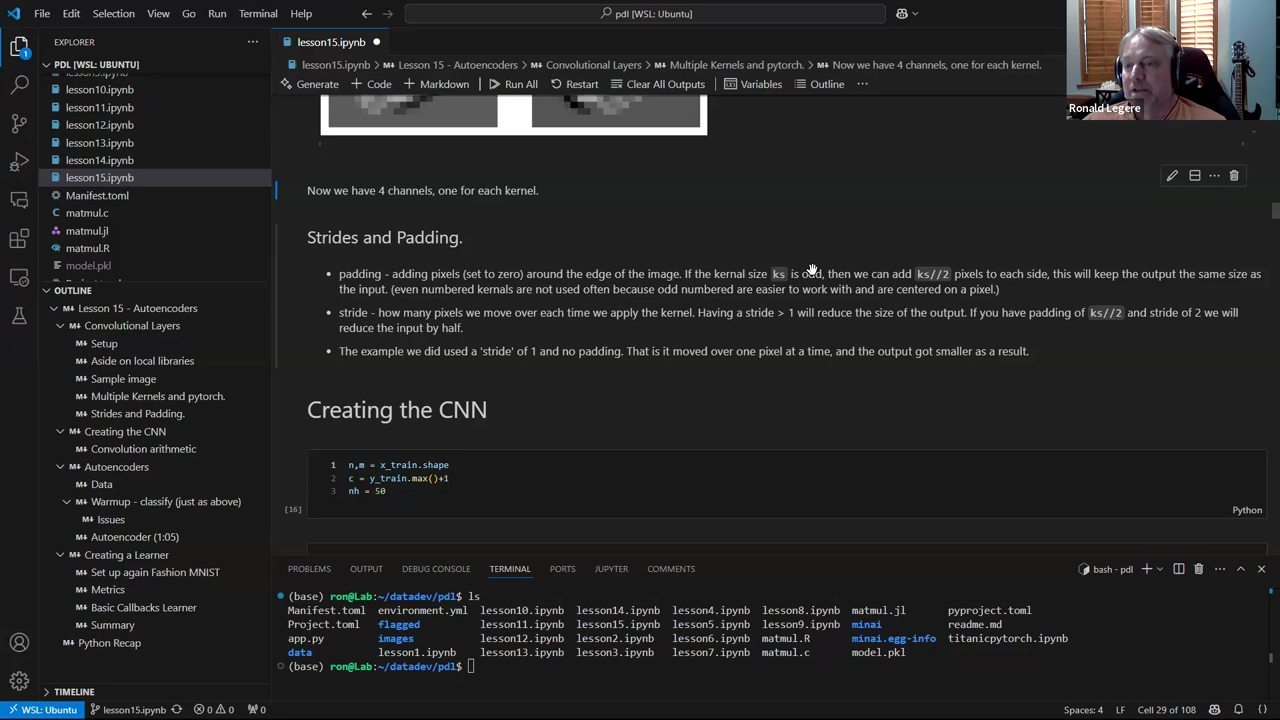 File Edit Selection View Go Run Terminal Help
pdl [WSL: Ubuntu]
Ronald Legere
EXPLORER
PDL [WSL: UBUNTU]
lesson9.ipynb
lesson10.ipynb
lesson11.ipynb
lesson12.ipynb
lesson13.ipynb
lesson14.ipynb
lesson15.ipynb
Manifest.toml
matmul.c
matmul.jl
matmul.R
model.pkl
OUTLINE
Lesson 15 - Autoencoders
Convolutional Layers
Setup
Aside on local libraries
Sample image
Multiple Kernels and pytorch.
Strides and Padding.
Creating the CNN
Convolution arithmetic
Autoencoders
Data
Warmup - classify (just as above)
Issues
Autoencoder (1:05)
Creating a Learner
Set up again Fashion MNIST
Metrics
Basic Callbacks Learner
Summary
Python Recap
TIMELINE
lesson15.ipynb
lesson15.ipynb > Lesson 15 - Autoencoders > Convolutional Layers > Multiple Kernels and pytorch. > Now we have 4 channels, one for each kernel.
Generate + Code + Markdown Run All Restart Clear All Outputs Variables Outline ...
Now we have 4 channels, one for each kernel.
Strides and Padding.
• padding - adding pixels (set to zero) around the edge of the image. If the kernal size ks is odd, then we can add ks//2 pixels to each side, this will keep the output the same size as
the input. (even numbered kernals are not used often because odd numbered are easier to work with and are centered on a pixel.)
• stride - how many pixels we move over each time we apply the kernel. Having a stride > 1 will reduce the size of the output. If you have padding of ks//2 and stride of 2 we will
reduce the input by half.
• The example we did used a 'stride' of 1 and no padding. That is it moved over one pixel at a time, and the output got smaller as a result.
Creating the CNN
1 n,m = x_train.shape
2 c = y_train.max()+1
3 nh = 50
[16]
Python
PROBLEMS OUTPUT DEBUG CONSOLE TERMINAL PORTS JUPYTER COMMENTS
bash - pdl
(base) ron@Lab:~/datadev/pdl$ ls
Manifest.toml environment.yml lesson10.ipynb lesson14.ipynb lesson4.ipynb lesson8.ipynb matmul.jl pyproject.toml
Project.toml flagged lesson11.ipynb lesson15.ipynb lesson5.ipynb lesson9.ipynb minai readme.md
app.py images lesson12.ipynb lesson2.ipynb lesson6.ipynb matmul.R minai.egg-info titanicpytorch.ipynb
data lesson1.ipynb lesson13.ipynb lesson3.ipynb lesson7.ipynb matmul.c model.pkl
(base) ron@Lab:~/datadev/pdl$
WSL: Ubuntu lesson15.ipynb 0 0 0 Spaces: 4 LF Cell 29 of 108